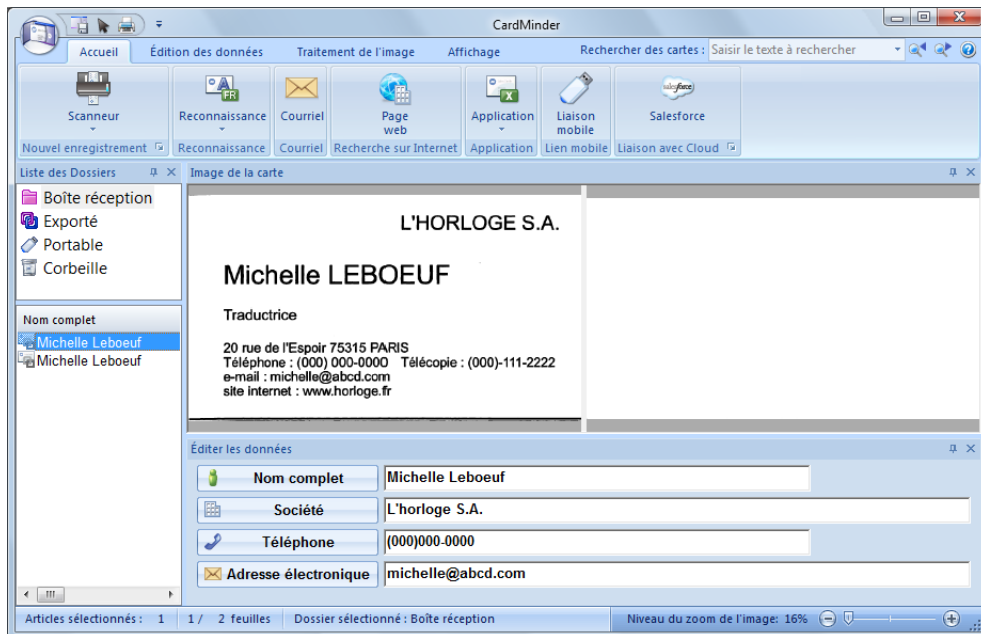 CardMinder
Accueil Édition des données Traitement de l'image Affichage Rechercher des cartes : Saisir le texte à rechercher
FR X salesforce
Scanneur Reconnaissance Courriel Page web Application Liaison mobile Salesforce
Nouvel enregistrement Reconnaissance Courriel Recherche sur Internet Application Lien mobile Liaison avec Cloud
Liste des Dossiers Image de la carte
Boîte réception
Exporté
Portable
Corbeille
Nom complet
Michelle Leboeuf
Michelle Leboeuf
L'HORLOGE S.A.
Michelle LEBOEUF
Traductrice
20 rue de l'Espoir 75315 PARIS
Téléphone : (000) 000-0000 Télécopie : (000)-111-2222
e-mail : michelle@abcd.com
site internet : www.horloge.fr
Éditer les données
Nom complet Michelle Leboeuf
Société L'horloge S.A.
Téléphone (000)000-0000
Adresse électronique michelle@abcd.com
Articles sélectionnés : 1 1 / 2 feuilles Dossier sélectionné : Boîte réception Niveau du zoom de l'image: 16%